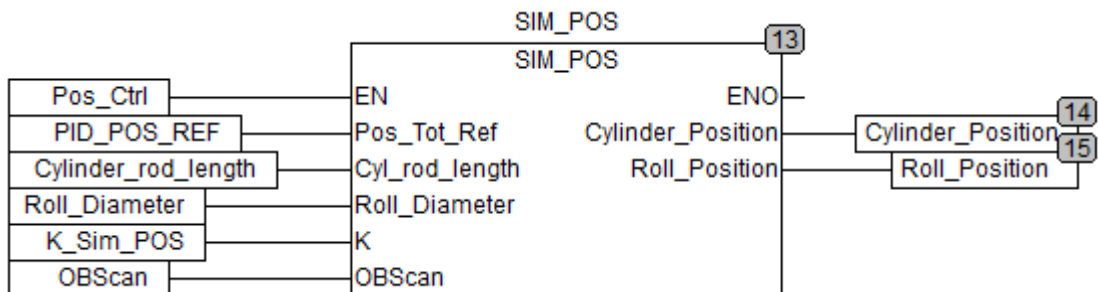 SIM_POS
13
SIM_POS
Pos_Ctrl EN ENO
14
PID_POS_REF Pos_Tot_Ref Cylinder_Position Cylinder_Position
15
Cylinder_rod_length Cyl_rod_length Roll_Position Roll_Position
Roll_Diameter Roll_Diameter
K_Sim_POS K
OBScan OBScan